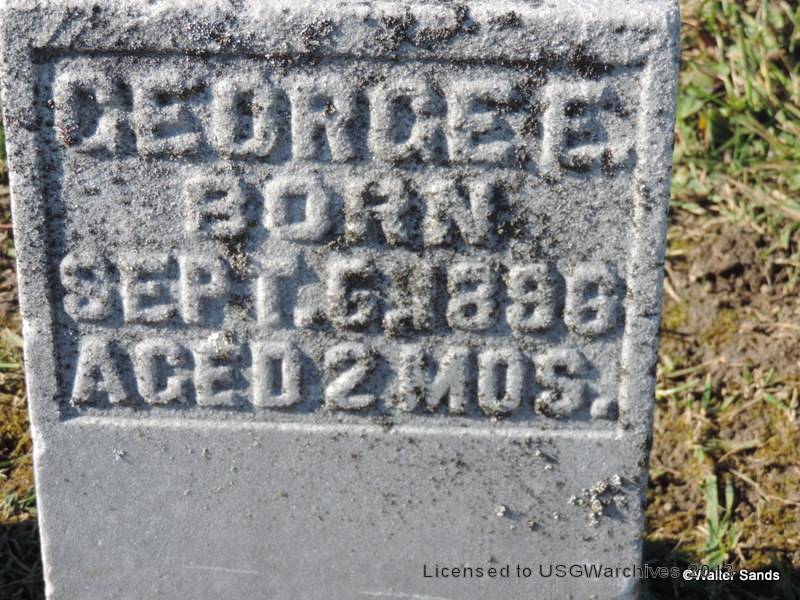 GEORGE E.
BORN
SEPT. 6. 1896
AGED 2 MOS.
Licensed to USGWarchives 2013
©Walter Sands